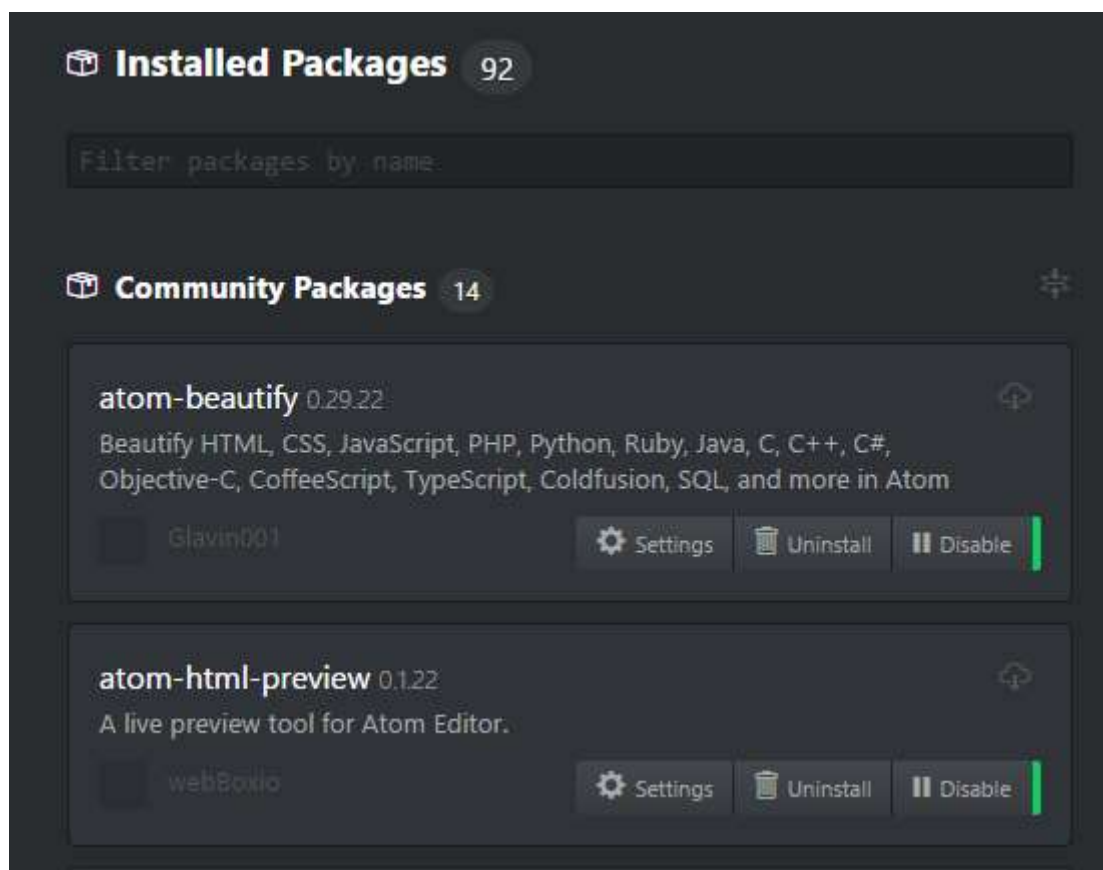 Installed Packages 92
Filter packages by name
Community Packages 14
atom-beautify 0.29.22
Beautify HTML, CSS, JavaScript, PHP, Python, Ruby, Java, C, C++, C#,
Objective-C, CoffeeScript, TypeScript, Coldfusion, SQL, and more in Atom
Glavin001 Settings Uninstall Disable
atom-html-preview 0.1.22
A live preview tool for Atom Editor.
webBoxio Settings Uninstall Disable